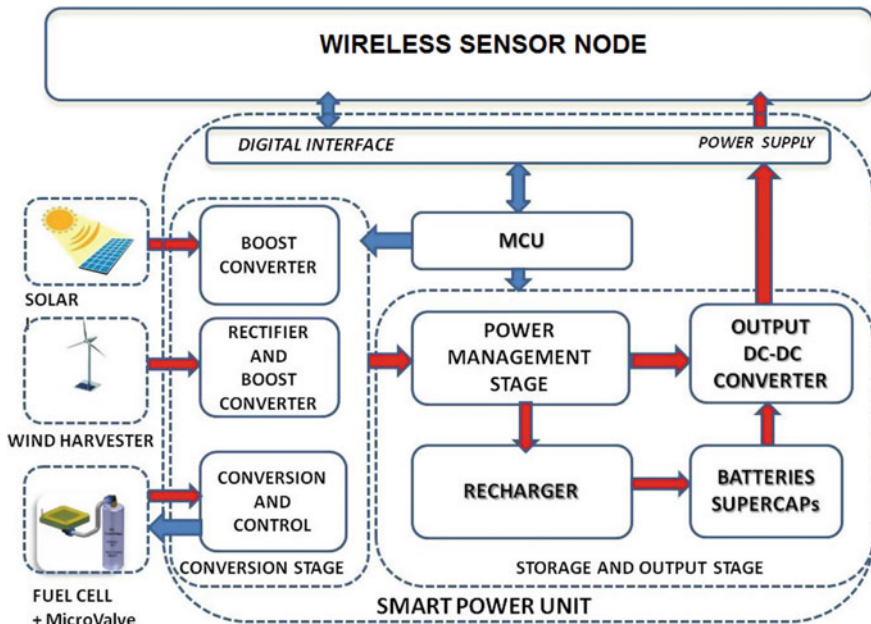 WIRELESS SENSOR NODE
DIGITAL INTERFACE
POWER SUPPLY
BOOST
CONVERTER
MCU
SOLAR
RECTIFIER
AND
BOOST
CONVERTER
POWER
MANAGEMENT
STAGE
OUTPUT
DC-DC
CONVERTER
WIND HARVESTER
CONVERSION
AND
CONTROL
RECHARGER
BATTERIES
SUPERCAPs
CONVERSION STAGE
STORAGE AND OUTPUT STAGE
FUEL CELL
+ MicroValve
SMART POWER UNIT